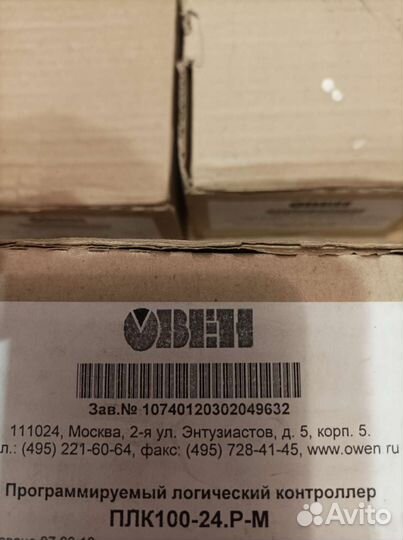 ОВЕН
Зав.№ 10740120302049632
111024, Москва, 2-я ул. Энтузиастов, д. 5, корп. 5.
л.: (495) 221-60-64, факс: (495) 728-41-45, www.owen.ru
Программируемый логический контроллер
ПЛК100-24.Р-М
Avito